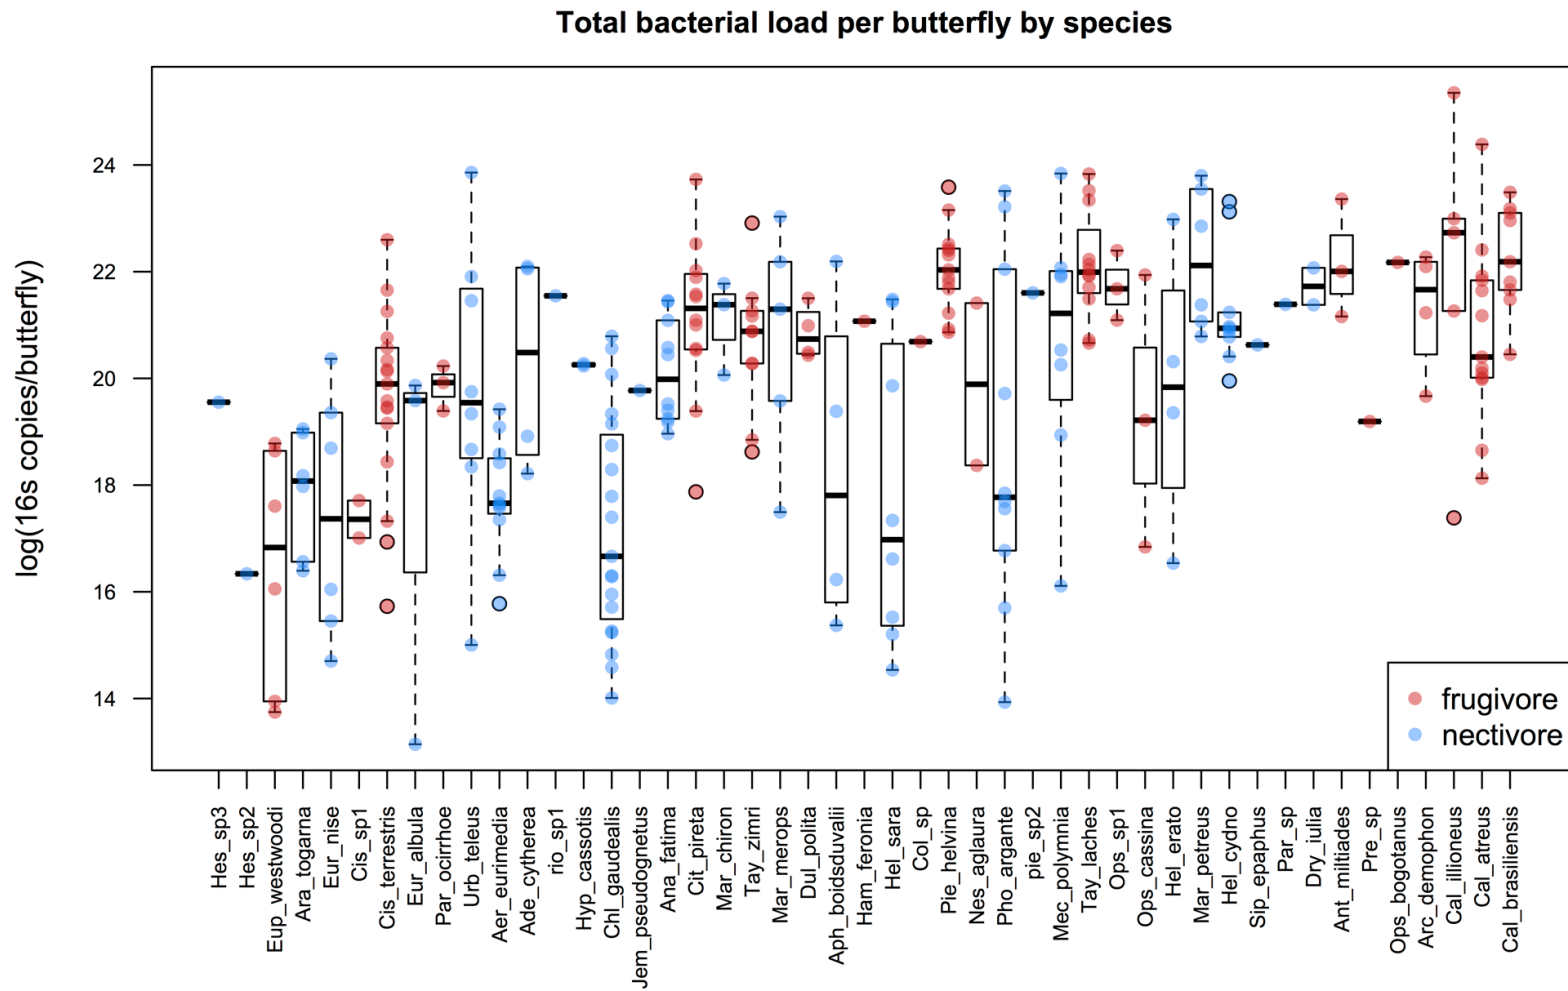 Total bacterial load per butterfly by species
log(16s copies/butterfly)
24
22
20
18
16
14
frugivore
nectivore
Hes_sp3
Hes_sp2
Eup_westwoodi
Ara_togarna
Eur_nise
Cis_sp1
Cis_terrestris
Eur_albula
Par_ocirrhoe
Urb_teleus
Aer_eurimedia
Ade_cytherea
rio_sp1
Hyp_cassotis
Chl_gaudealis
Jem_pseudognetus
Ana_fatima
Cit_pireta
Mar_chiron
Tay_zimri
Mar_merops
Dul_polita
Aph_boidsduvalii
Ham_feronia
Hel_sara
Col_sp
Pie_helvina
Nes_aglaura
Pho_argante
pie_sp2
Mec_polymnia
Tay_laches
Ops_sp1
Ops_cassina
Hel_erato
Mar_petreus
Hel_cydno
Sip_epaphus
Par_sp
Dry_iulia
Ant_miltiades
Pre_sp
Ops_bogotanus
Arc_demophon
Cal_illioneus
Cal_atreus
Cal_brasiliensis